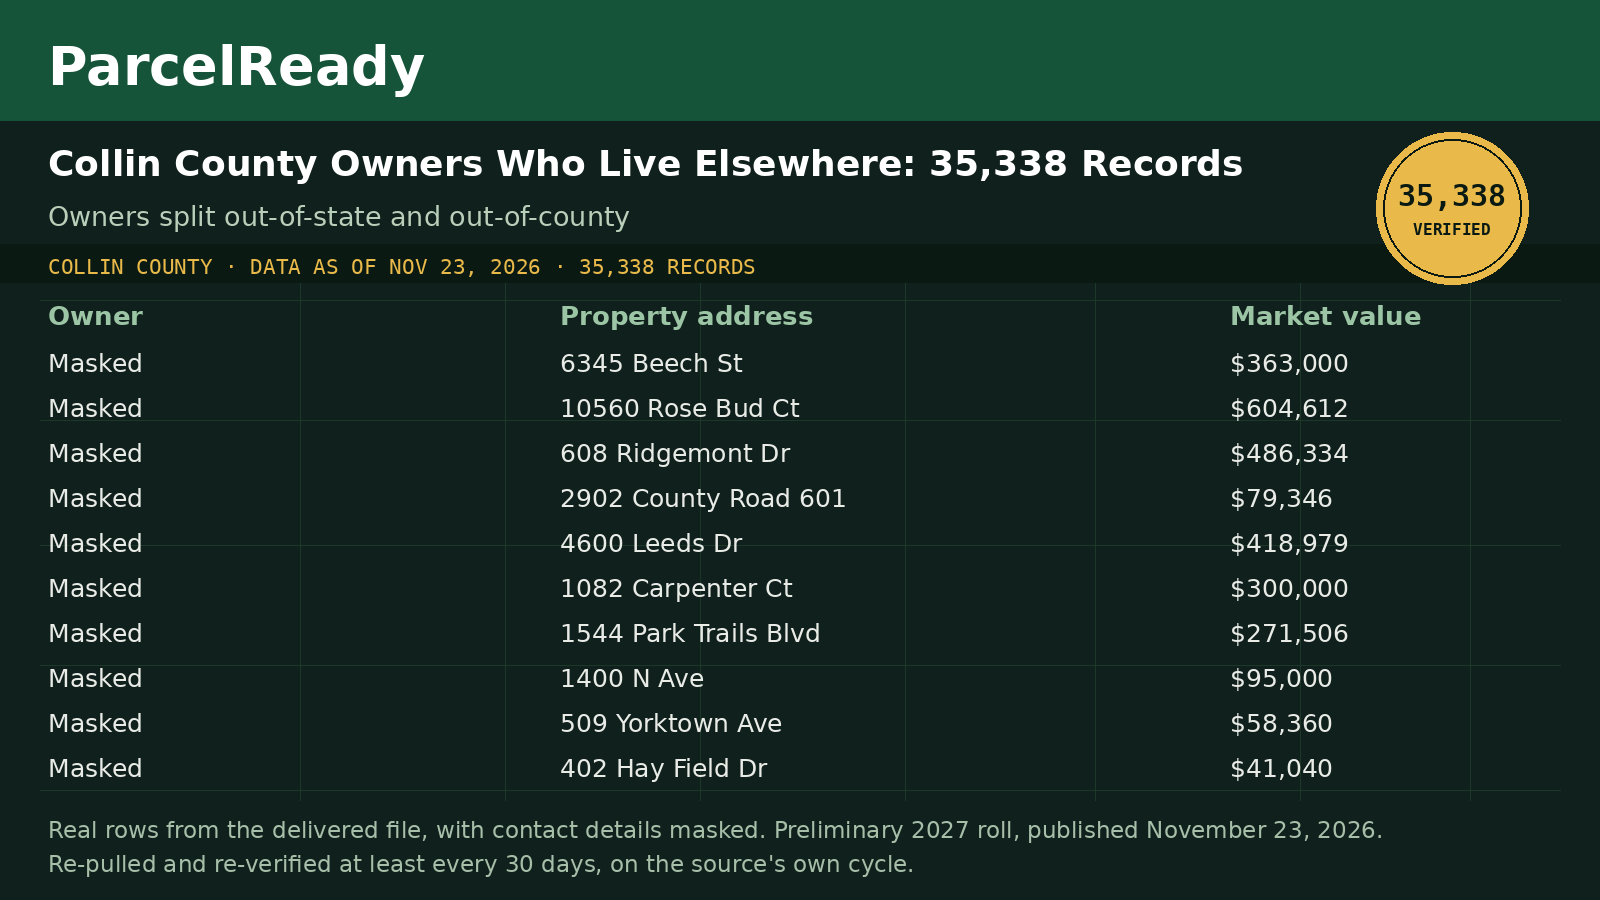 ParcelReady
Collin County Owners Who Live Elsewhere: 35,338 Records
Owners split out-of-state and out-of-county
35,338
VERIFIED
COLLIN COUNTY · DATA AS OF NOV 23, 2026 · 35,338 RECORDS
Owner Property address Market value
Masked 6345 Beech St $363,000
Masked 10560 Rose Bud Ct $604,612
Masked 608 Ridgemont Dr $486,334
Masked 2902 County Road 601 $79,346
Masked 4600 Leeds Dr $418,979
Masked 1082 Carpenter Ct $300,000
Masked 1544 Park Trails Blvd $271,506
Masked 1400 N Ave $95,000
Masked 509 Yorktown Ave $58,360
Masked 402 Hay Field Dr $41,040
Real rows from the delivered file, with contact details masked. Preliminary 2027 roll, published November 23, 2026.
Re-pulled and re-verified at least every 30 days, on the source's own cycle.